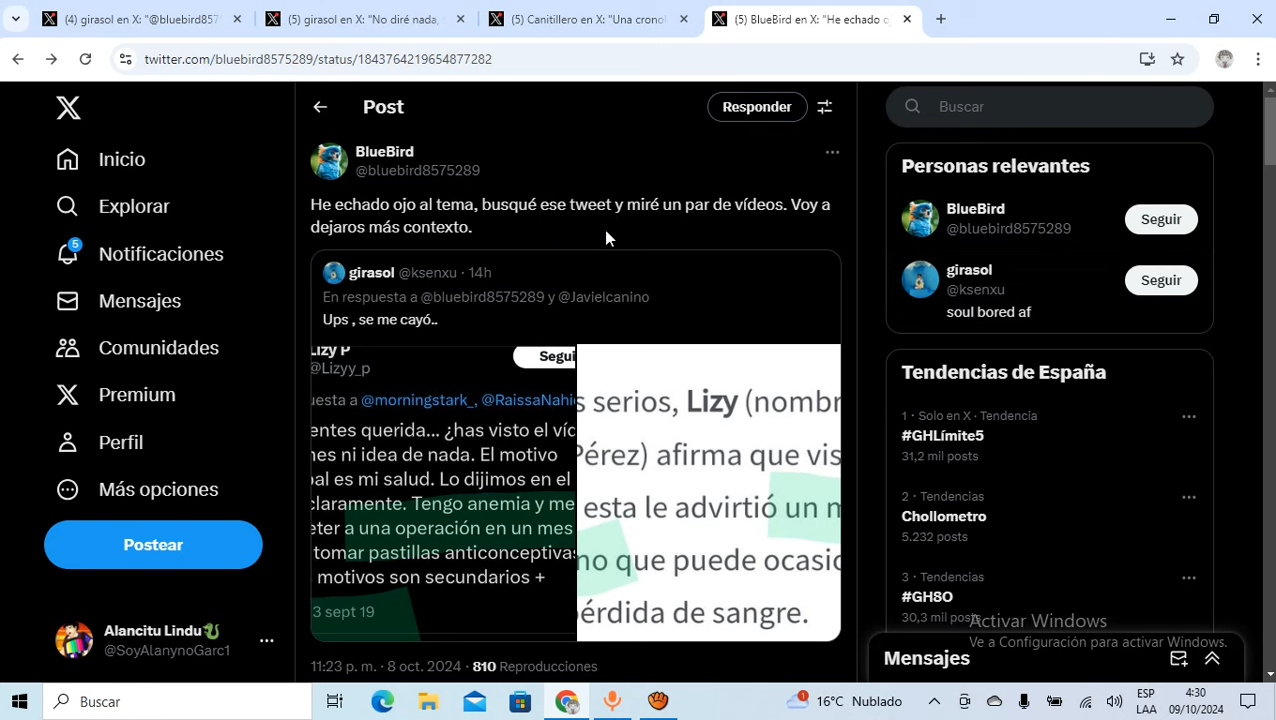 (4) girasol en X: "@bluebird857
(5) girasol en X: "No diré nada,
(5) Canitillero en X: "Una cronol
(5) BlueBird en X: "He echado o
twitter.com/bluebird8575289/status/1843764219654877282
Inicio
Explorar
5
Notificaciones
Mensajes
Comunidades
Premium
Perfil
Más opciones
Postear
Alancitu Lindu
@SoyAlanynoGarc1
Post
Responder
BlueBird
@bluebird8575289
He echado ojo al tema, busqué ese tweet y miré un par de vídeos. Voy a
dejaros más contexto.
girasol @ksenxu · 14h
En respuesta a @bluebird8575289 y @Javielcanino
Ups , se me cayó..
Lizy P
@Lizyy_p
Segui
uesta a @morningstark_, @RaissaNahi
entes querida... ¿has visto el víd
nes ni idea de nada. El motivo
pal es mi salud. Lo dijimos en el
claramente. Tengo anemia y me
eter a una operación en un mes
tomar pastillas anticonceptivas
motivos son secundarios +
3 sept 19
s serios, Lizy (nombr
Pérez) afirma que vis
esta le advirtió un m
no que puede ocasio
pérdida de sangre.
11:23 p. m. · 8 oct. 2024 · 810 Reproducciones
Buscar
Personas relevantes
BlueBird
@bluebird8575289
Seguir
girasol
@ksenxu
Seguir
soul bored af
Tendencias de España
1 · Solo en X · Tendencia
#GHLímite5
31,2 mil posts
2 · Tendencias
Chollometro
5.232 posts
3 · Tendencias
#GH8O
30,3 mil posts
Activar Windows
Ve a Configuración para activar Windows.
Mensajes
Buscar
1
16°C Nublado
ESP
LAA
4:30
09/10/2024